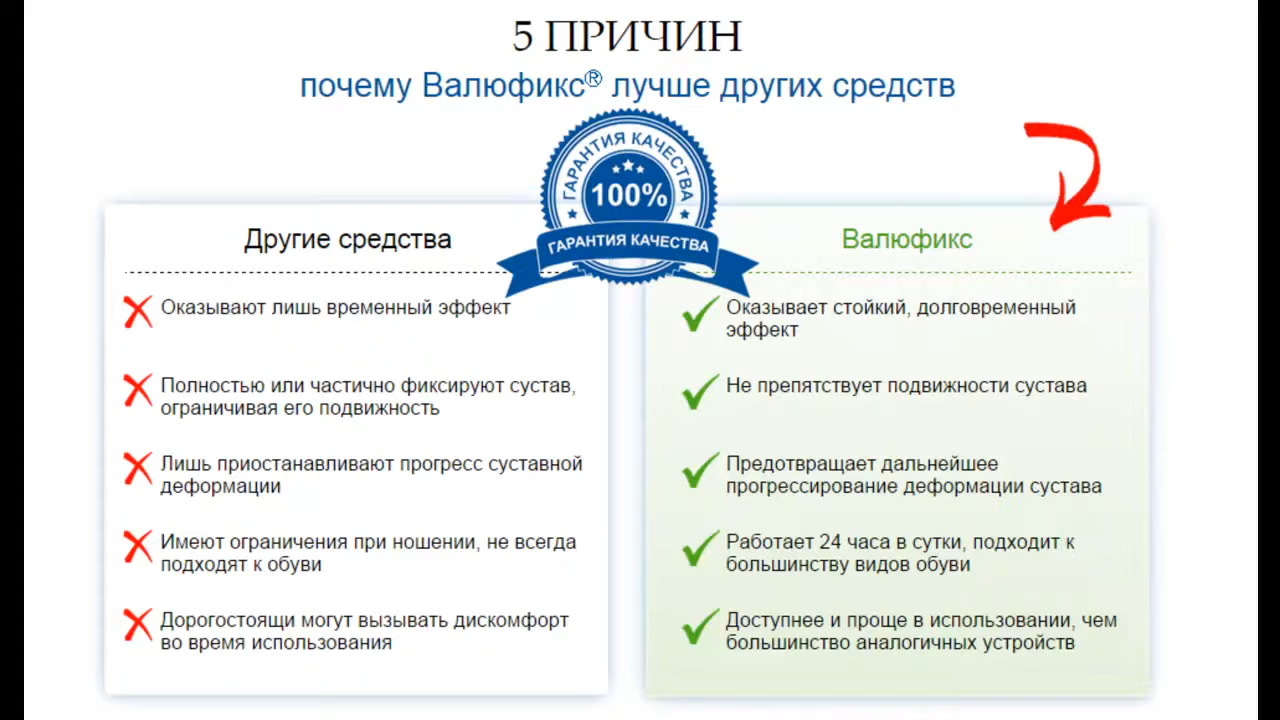 5 ПРИЧИН
почему Валюфикс® лучше других средств
ГАРАНТИЯ КАЧЕСТВА
100%
ГАРАНТИЯ КАЧЕСТВА
Другие средства
Оказывают лишь временный эффект
Полностью или частично фиксируют сустав,
ограничивая его подвижность
Лишь приостанавливают прогресс суставной
деформации
Имеют ограничения при ношении, не всегда
подходят к обуви
Дорогостоящи могут вызывать дискомфорт
во время использования
Валюфикс
Оказывает стойкий, долговременный
эффект
Не препятствует подвижности сустава
Предотвращает дальнейшее
прогрессирование деформации сустава
Работает 24 часа в сутки, подходит к
большинству видов обуви
Доступнее и проще в использовании, чем
большинство аналогичных устройств